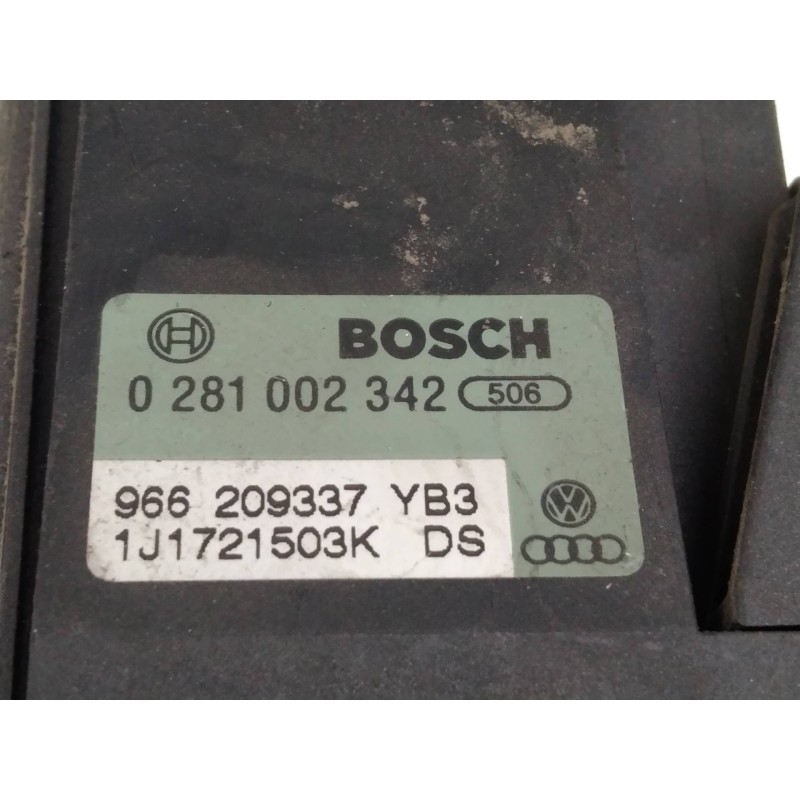 BOSCH
0 281 002 342 506
966 209337 YB3
1J1721503K DS